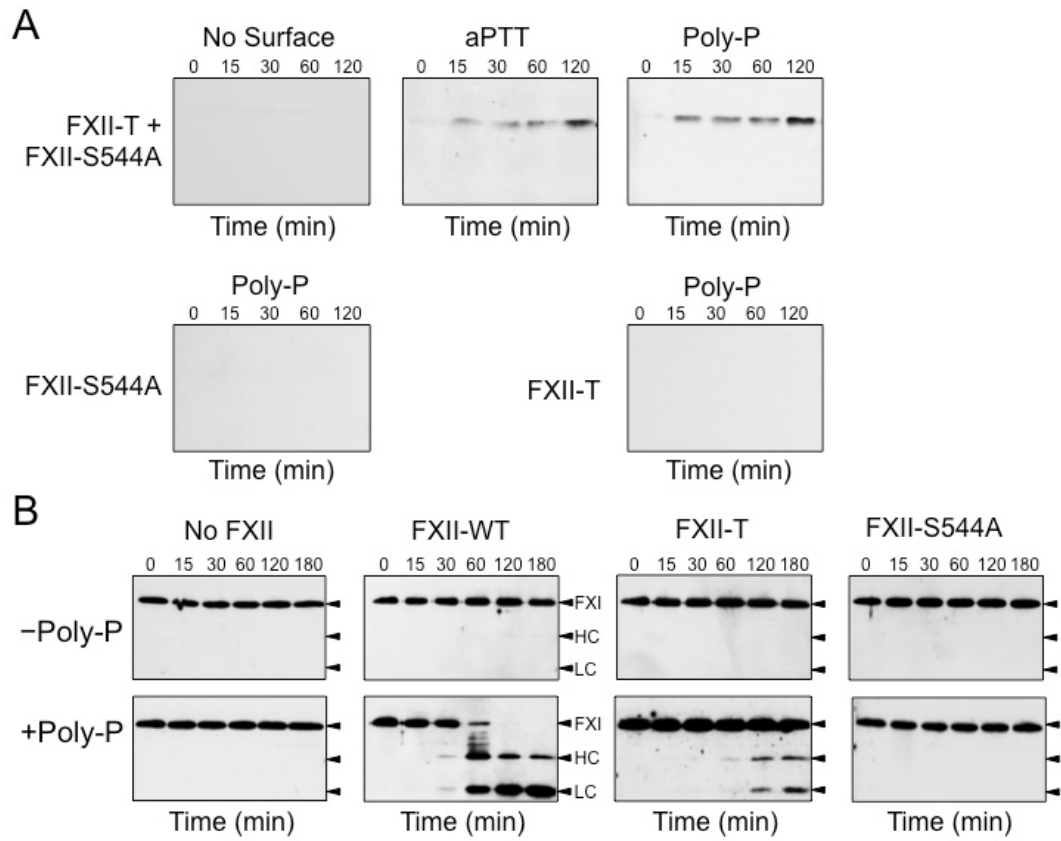 A
No Surface
aPTT
Poly-P
0 15 30 60 120
0 15 30 60 120
0 15 30 60 120
FXII-T +
FXII-S544A
Time (min)
Time (min)
Time (min)
Poly-P
Poly-P
0 15 30 60 120
0 15 30 60 120
FXII-S544A
FXII-T
Time (min)
Time (min)
B
No FXII
FXII-WT
FXII-T
FXII-S544A
0 15 30 60 120 180
0 15 30 60 120 180
0 15 30 60 120 180
0 15 30 60 120 180
−Poly-P
FXI
HC
LC
+Poly-P
FXI
HC
LC
Time (min)
Time (min)
Time (min)
Time (min)